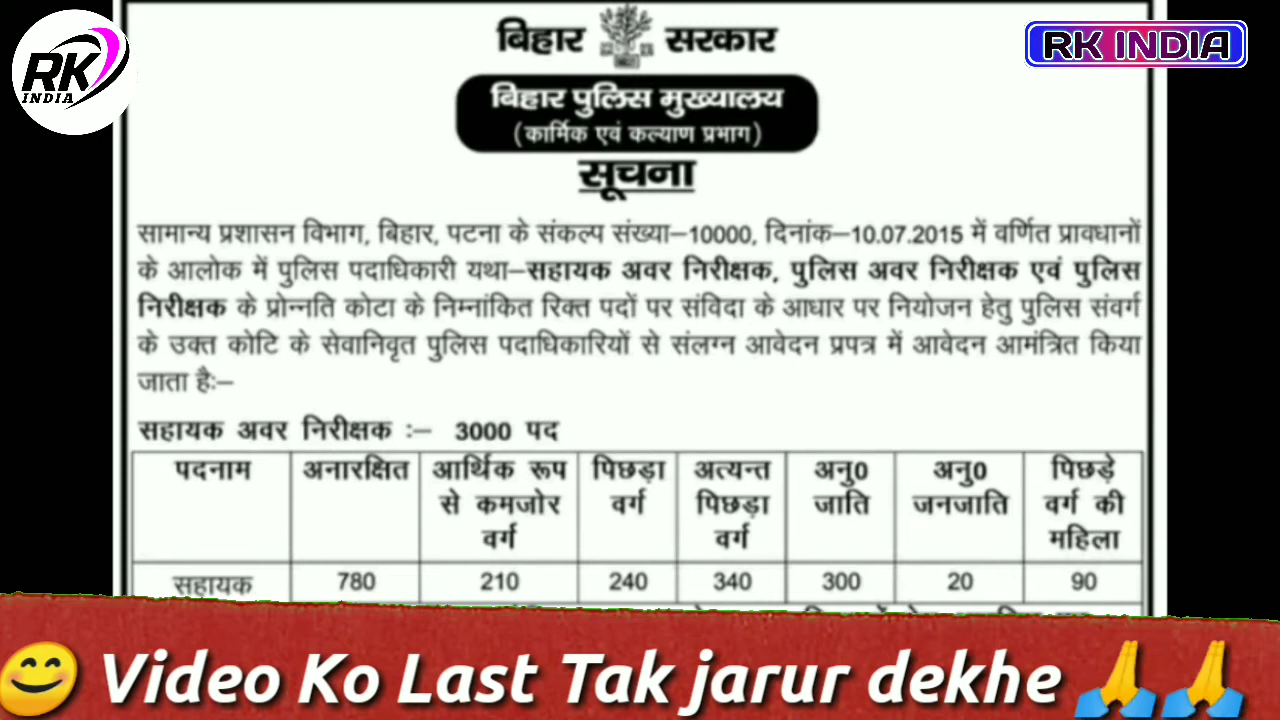 RK
INDIA
RK INDIA
बिहार सरकार
बिहार पुलिस मुख्यालय
(कार्मिक एवं कल्याण प्रभाग)
सूचना
सामान्य प्रशासन विभाग, बिहार, पटना के संकल्प संख्या–10000, दिनांक–10.07.2015 में वर्णित प्रावधानों
के आलोक में पुलिस पदाधिकारी यथा–सहायक अवर निरीक्षक, पुलिस अवर निरीक्षक एवं पुलिस
निरीक्षक के प्रोन्नति कोटा के निम्नांकित रिक्त पदों पर संविदा के आधार पर नियोजन हेतु पुलिस संवर्ग
के उक्त कोटि के सेवानिवृत पुलिस पदाधिकारियों से संलग्न आवेदन प्रपत्र में आवेदन आमंत्रित किया
जाता हैः–
सहायक अवर निरीक्षक :– 3000 पद
पदनाम अनारक्षित आर्थिक रूप पिछड़ा अत्यन्त अनु0 अनु0 पिछड़े
से कमजोर वर्ग पिछड़ा जाति जनजाति वर्ग की
वर्ग वर्ग महिला
सहायक 780 210 240 340 300 20 90
😊 Video Ko Last Tak jarur dekhe 🙏🙏